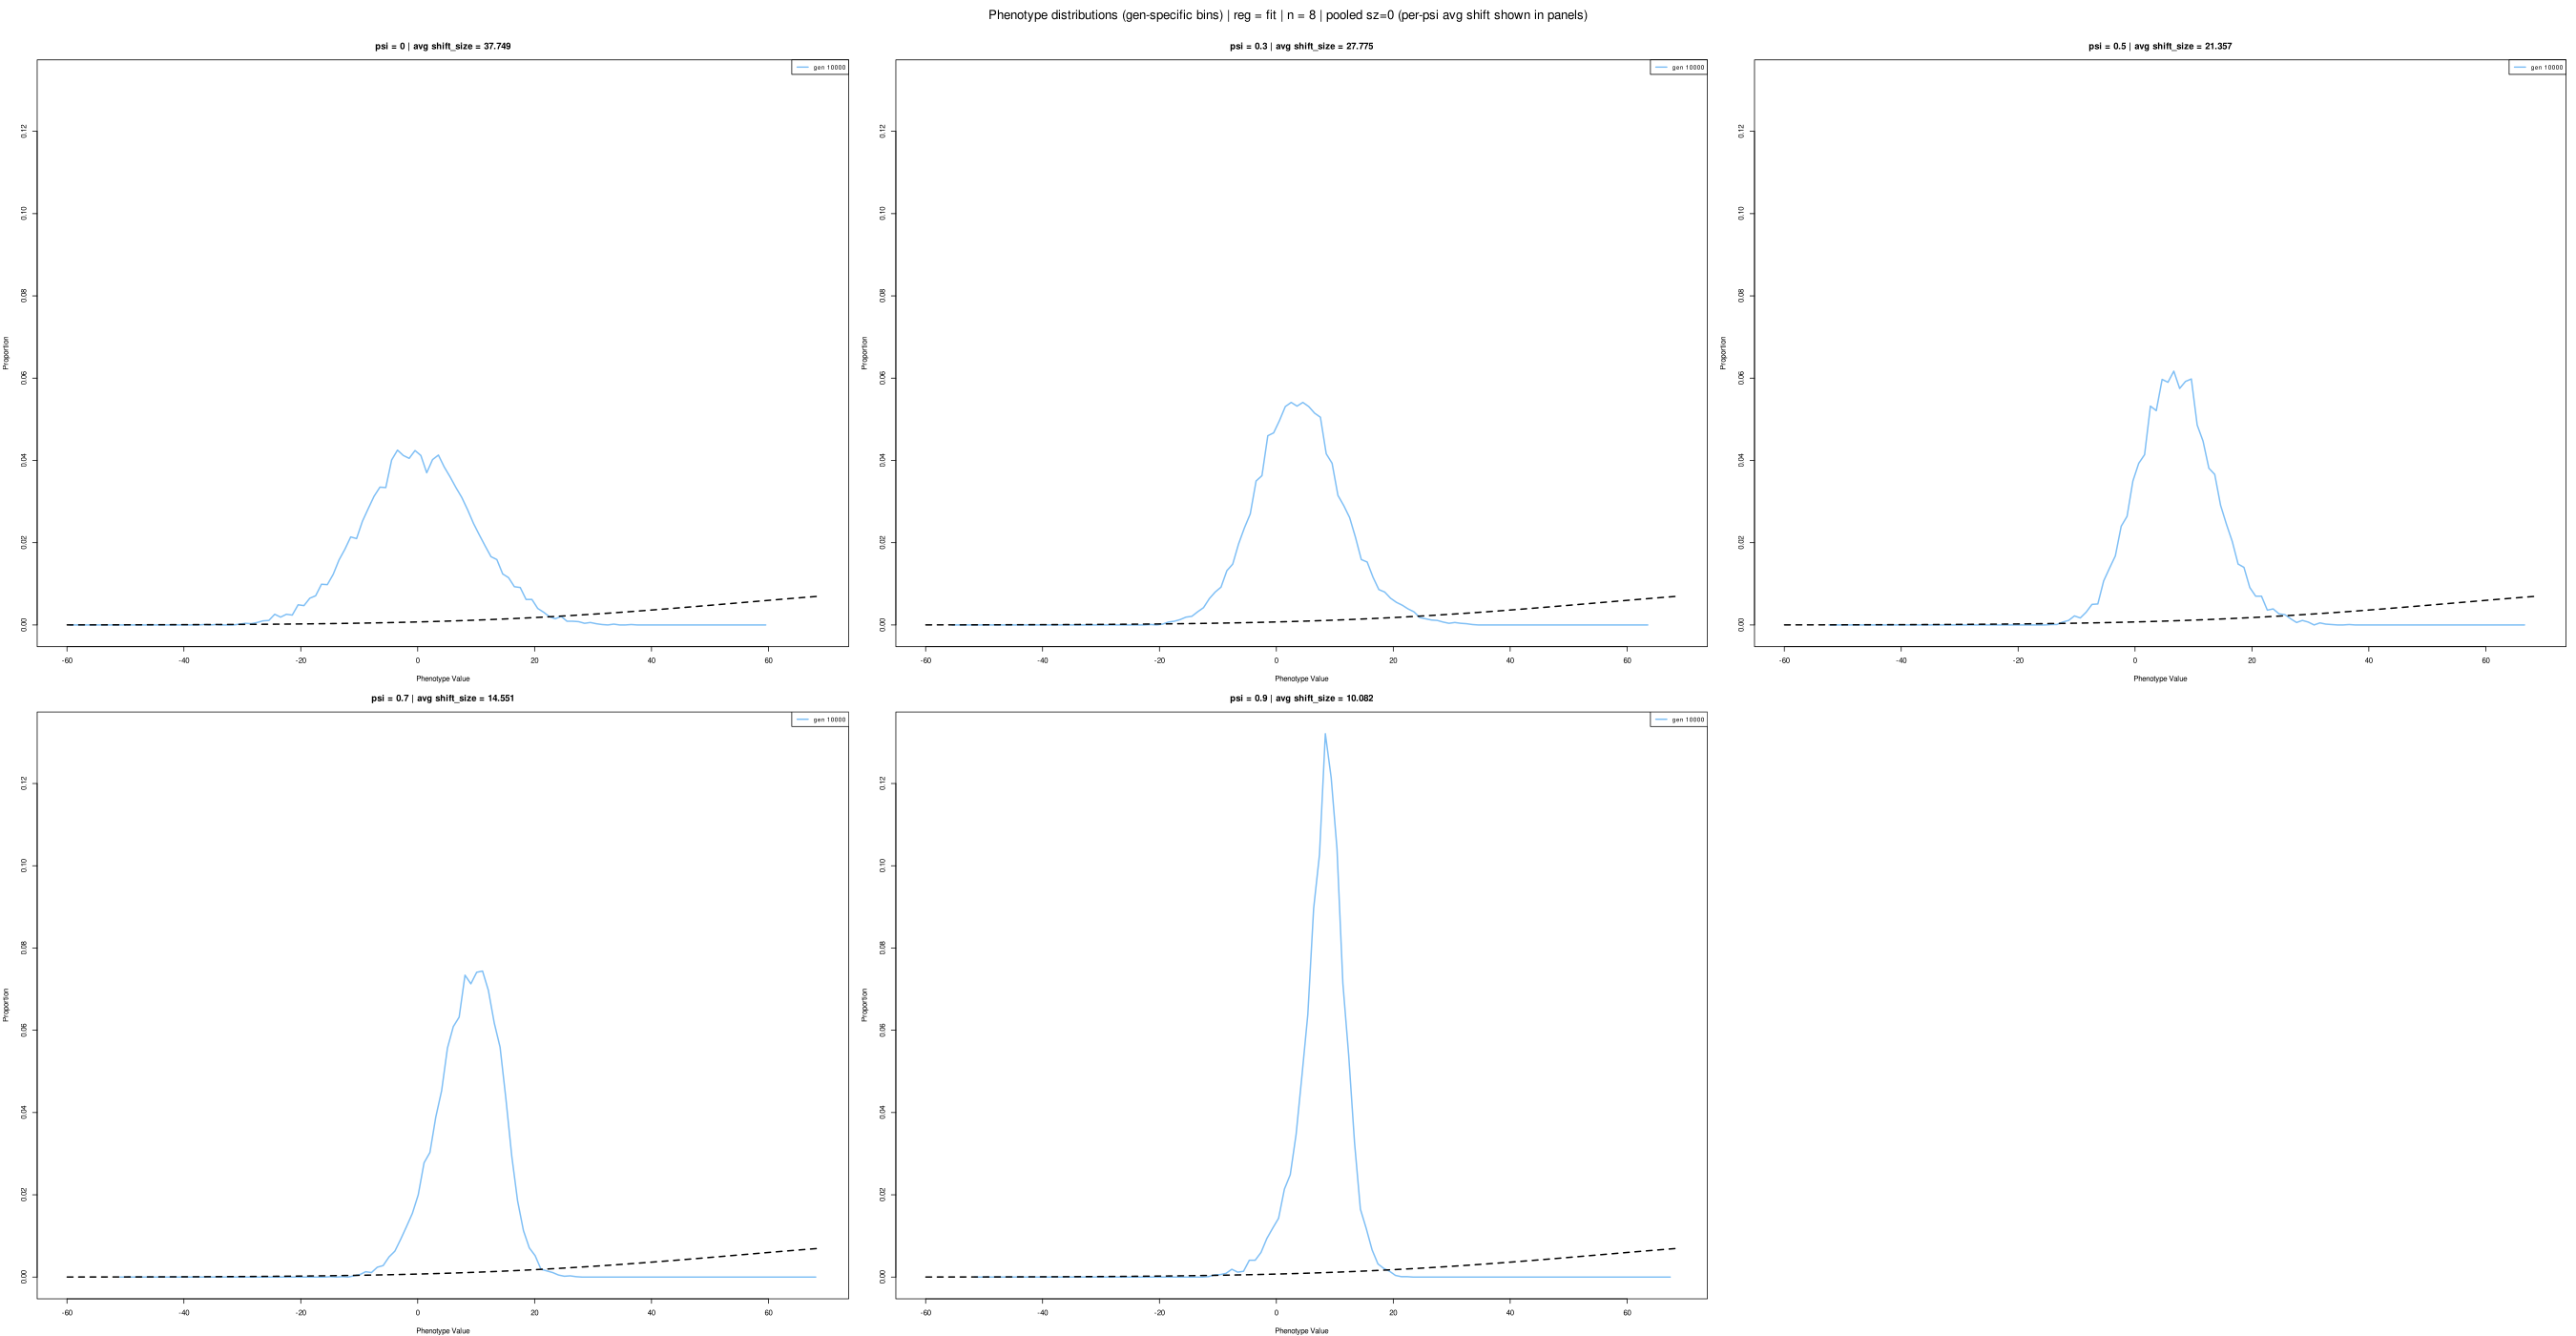 Phenotype distributions (gen-specific bins) | reg = fit | n = 8 | pooled sz=0 (per-psi avg shift shown in panels)
psi = 0 | avg shift_size = 37.749
gen 10000
Proportion
0.00 0.02 0.04 0.06 0.08 0.10 0.12
-60 -40 -20 0 20 40 60
Phenotype Value
psi = 0.3 | avg shift_size = 27.775
gen 10000
Proportion
0.00 0.02 0.04 0.06 0.08 0.10 0.12
-60 -40 -20 0 20 40 60
Phenotype Value
psi = 0.5 | avg shift_size = 21.357
gen 10000
Proportion
0.00 0.02 0.04 0.06 0.08 0.10 0.12
-60 -40 -20 0 20 40 60
Phenotype Value
psi = 0.7 | avg shift_size = 14.551
gen 10000
Proportion
0.00 0.02 0.04 0.06 0.08 0.10 0.12
-60 -40 -20 0 20 40 60
Phenotype Value
psi = 0.9 | avg shift_size = 10.082
gen 10000
Proportion
0.00 0.02 0.04 0.06 0.08 0.10 0.12
-60 -40 -20 0 20 40 60
Phenotype Value